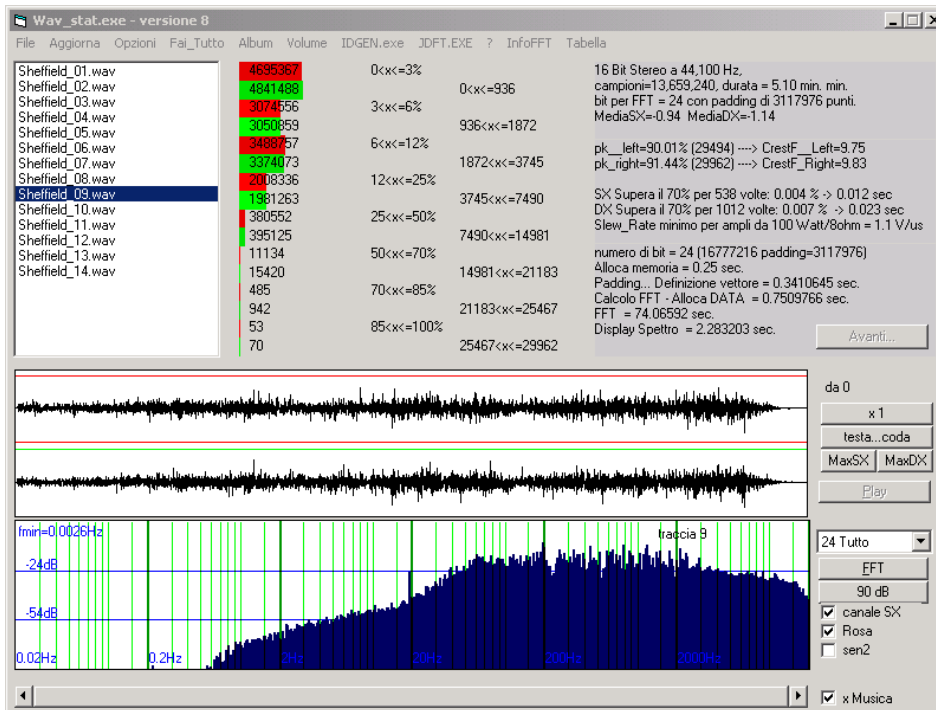 Wav_stat.exe - versione 8
File Aggiorna Opzioni Fai_Tutto Album Volume IDGEN.exe JDFT.EXE ? InfoFFT Tabella
Sheffield_01.wav
Sheffield_02.wav
Sheffield_03.wav
Sheffield_04.wav
Sheffield_05.wav
Sheffield_06.wav
Sheffield_07.wav
Sheffield_08.wav
Sheffield_09.wav
Sheffield_10.wav
Sheffield_11.wav
Sheffield_12.wav
Sheffield_13.wav
Sheffield_14.wav
4695367 0<x<=3%
4841488 0<x<=936
3074556 3<x<=6%
3050859 936<x<=1872
3488757 6<x<=12%
3374073 1872<x<=3745
2008336 12<x<=25%
1981263 3745<x<=7490
380552 25<x<=50%
395125 7490<x<=14981
11134 50<x<=70%
15420 14981<x<=21183
485 70<x<=85%
942 21183<x<=25467
53 85<x<=100%
70 25467<x<=29962
16 Bit Stereo a 44,100 Hz,
campioni=13,659,240, durata = 5.10 min. min.
bit per FFT = 24 con padding di 3117976 punti.
MediaSX=-0.94 MediaDX=-1.14
pk__left=90.01% (29494) ----> CrestF__Left=9.75
pk_right=91.44% (29962) ----> CrestF_Right=9.83
SX Supera il 70% per 538 volte: 0.004 % -> 0.012 sec
DX Supera il 70% per 1012 volte: 0.007 % -> 0.023 sec
Slew_Rate minimo per ampli da 100 Watt/8ohm = 1.1 V/us
numero di bit = 24 (16777216 padding=3117976)
Alloca memoria = 0.25 sec.
Padding... Definizione vettore = 0.3410645 sec.
Calcolo FFT - Alloca DATA = 0.7509766 sec.
FFT = 74.06592 sec.
Display Spettro = 2.283203 sec.
Avanti...
da 0
x 1
testa...coda
MaxSX MaxDX
Play
fmin=0.0026Hz
traccia 9
-24dB
-54dB
0.02Hz 0.2Hz 2Hz 20Hz 200Hz 2000Hz
24 Tutto
FFT
90 dB
canale SX
Rosa
sen2
x Musica